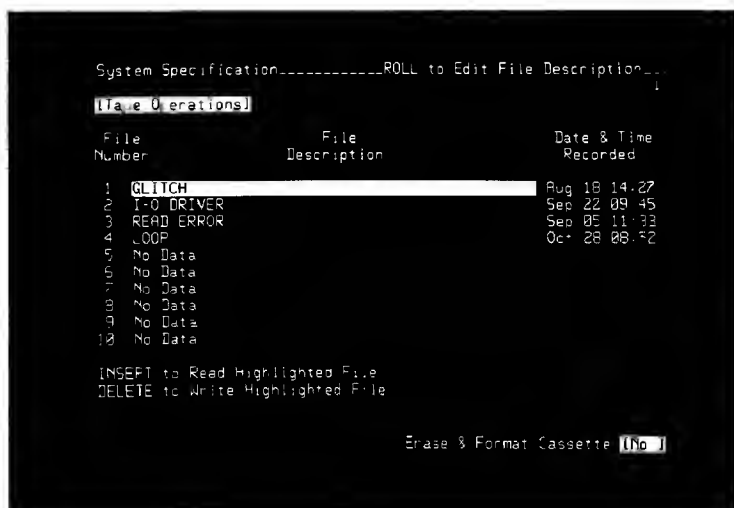 System Specification____________ROLL to Edit File Description___
[Tape Operations]
File File Date & Time
Number Description Recorded
1 GLITCH Aug 18 14:27
2 I-O DRIVER Sep 22 09:45
3 READ ERROR Sep 05 11:33
4 LOOP Oct 28 08:
5 No Data
6 No Data
7 No Data
8 No Data
9 No Data
10 No Data
INSERT to Read Highlighted File
DELETE to Write Highlighted File
Erase & Format Cassette [No ]